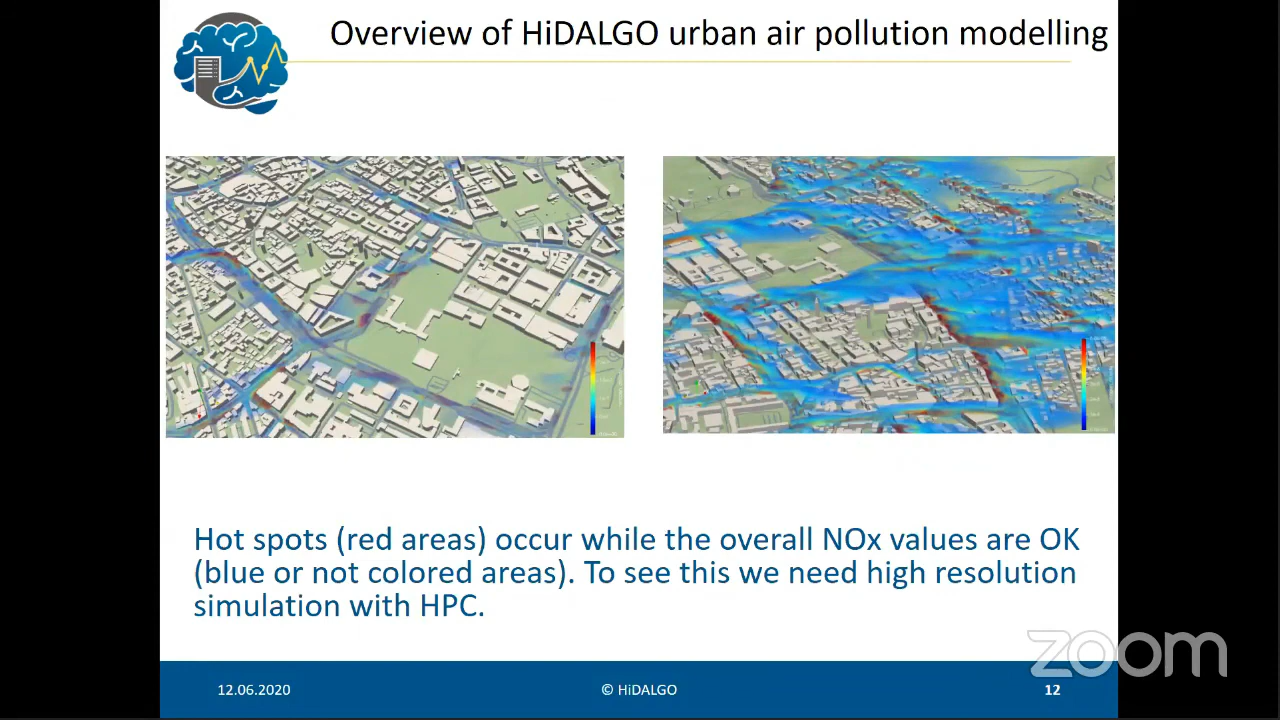 Overview of HiDALGO urban air pollution modelling
Hot spots (red areas) occur while the overall NOx values are OK
(blue or not colored areas). To see this we need high resolution
simulation with HPC.
zoom
12.06.2020
© HiDALGO
12